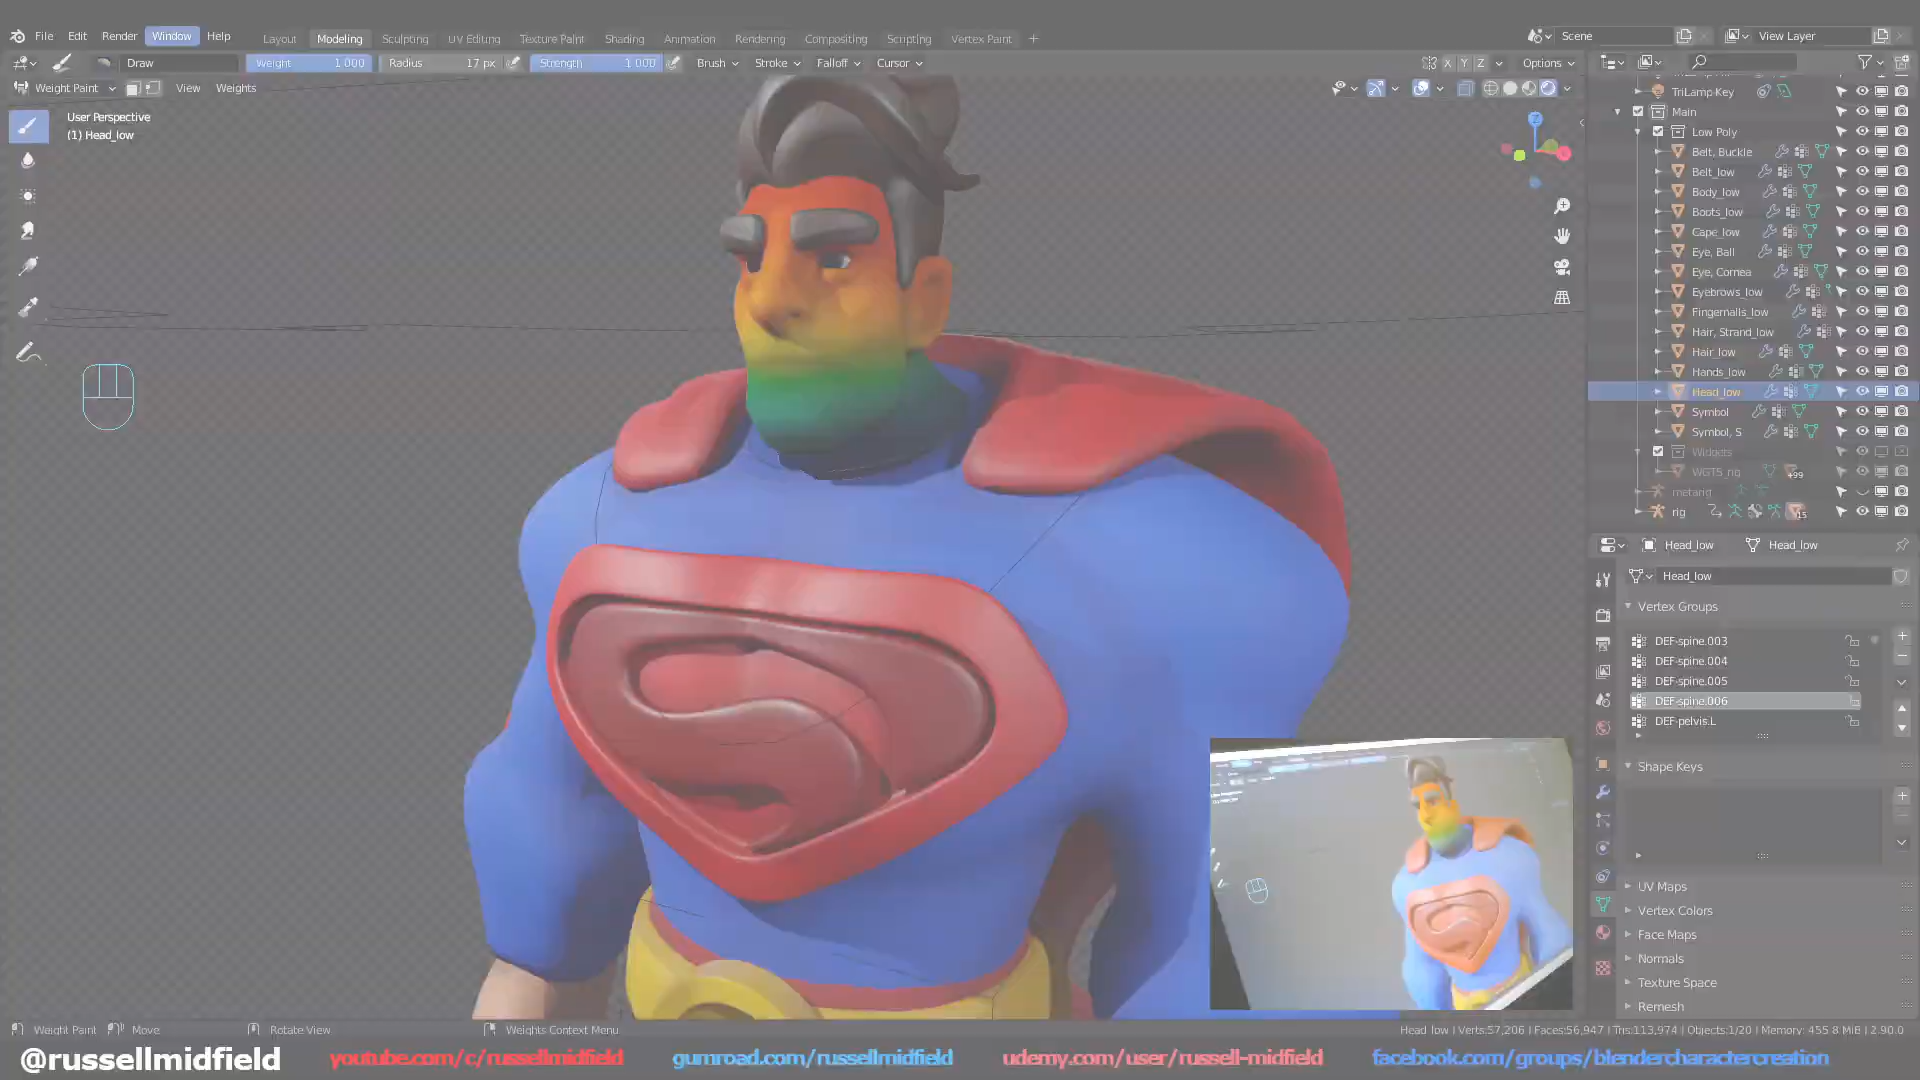 File Edit Render Window Help
Layout Modeling Sculpting UV Editing Texture Paint Shading Animation Rendering Compositing Scripting Vertex Paint +
Scene View Layer
Draw Weight 1.000 Radius 17 px Strength 1.000 Brush Stroke Falloff Cursor X Y Z Options
Weight Paint View Weights
User Perspective
(1) Head_low
Z
TriLamp-Key
Main
Low Poly
Belt, Buckle
Belt_low
Body_low
Boots_low
Cape_low
Eye, Ball
Eye, Cornea
Eyebrows_low
Fingernails_low
Hair, Strand_low
Hair_low
Hands_low
Head_low
Symbol
Symbol, S
Widgets
WGTS_rig +99
metarig
rig 15
Head_low Head_low
Head_low
Vertex Groups
DEF-spine.003
DEF-spine.004
DEF-spine.005
DEF-spine.006
DEF-pelvis.L
Shape Keys
UV Maps
Vertex Colors
Face Maps
Normals
Texture Space
Remesh
Weight Paint Move Rotate View Weights Context Menu
Head_low | Verts:57,206 | Faces:56,947 | Tris:113,974 | Objects:1/20 | Memory: 455.8 MiB | 2.90.0
@russellmidfield youtube.com/c/russellmidfield gumroad.com/russellmidfield udemy.com/user/russell-midfield facebook.com/groups/blendercharactercreation